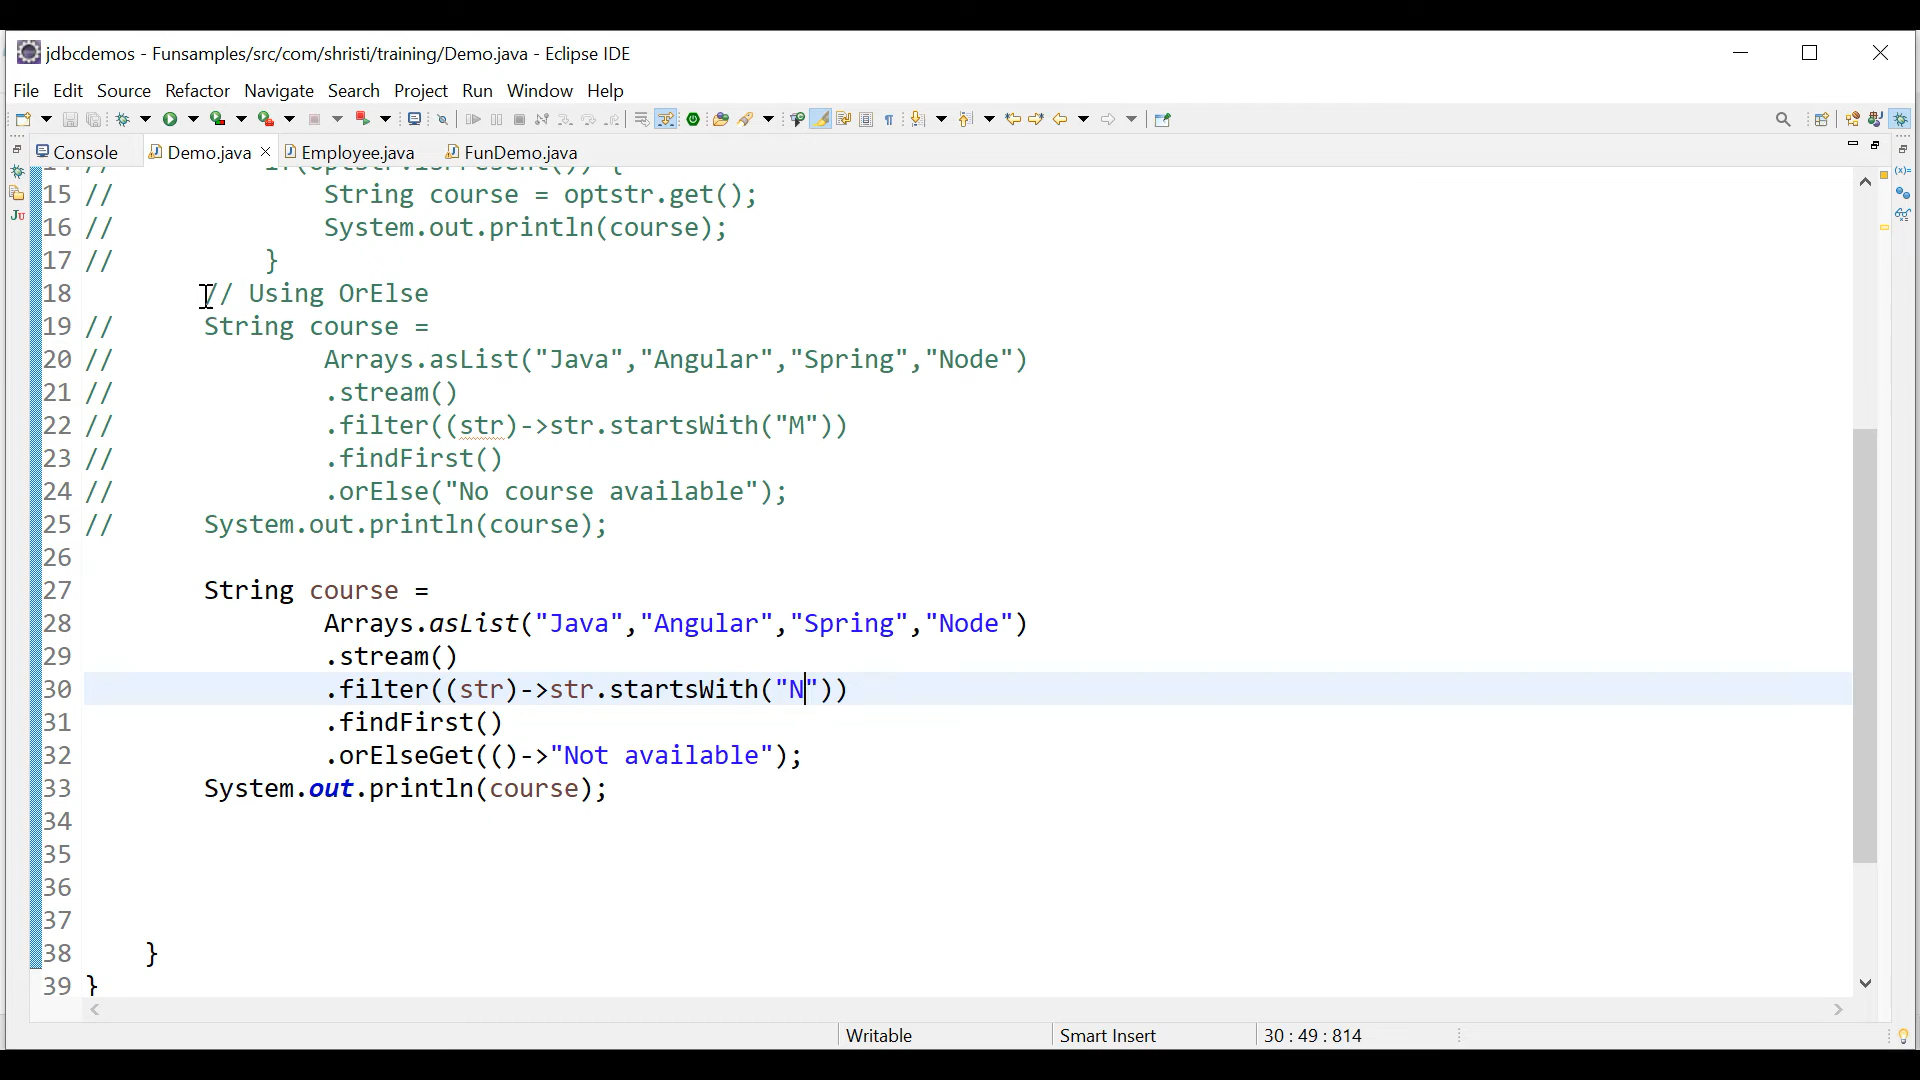 jdbcdemos - Funsamples/src/com/shristi/training/Demo.java - Eclipse IDE
File Edit Source Refactor Navigate Search Project Run Window Help
Console Demo.java Employee.java FunDemo.java
14 // if(optstr.isPresent()) {
15 // String course = optstr.get();
16 // System.out.println(course);
17 // }
18 // Using OrElse
19 // String course =
20 // Arrays.asList("Java","Angular","Spring","Node")
21 // .stream()
22 // .filter((str)->str.startsWith("M"))
23 // .findFirst()
24 // .orElse("No course available");
25 // System.out.println(course);
26
27 String course =
28 Arrays.asList("Java","Angular","Spring","Node")
29 .stream()
30 .filter((str)->str.startsWith("N"))
31 .findFirst()
32 .orElseGet(()->"Not available");
33 System.out.println(course);
34
35
36
37
38 }
39 }
Writable Smart Insert 30 : 49 : 814